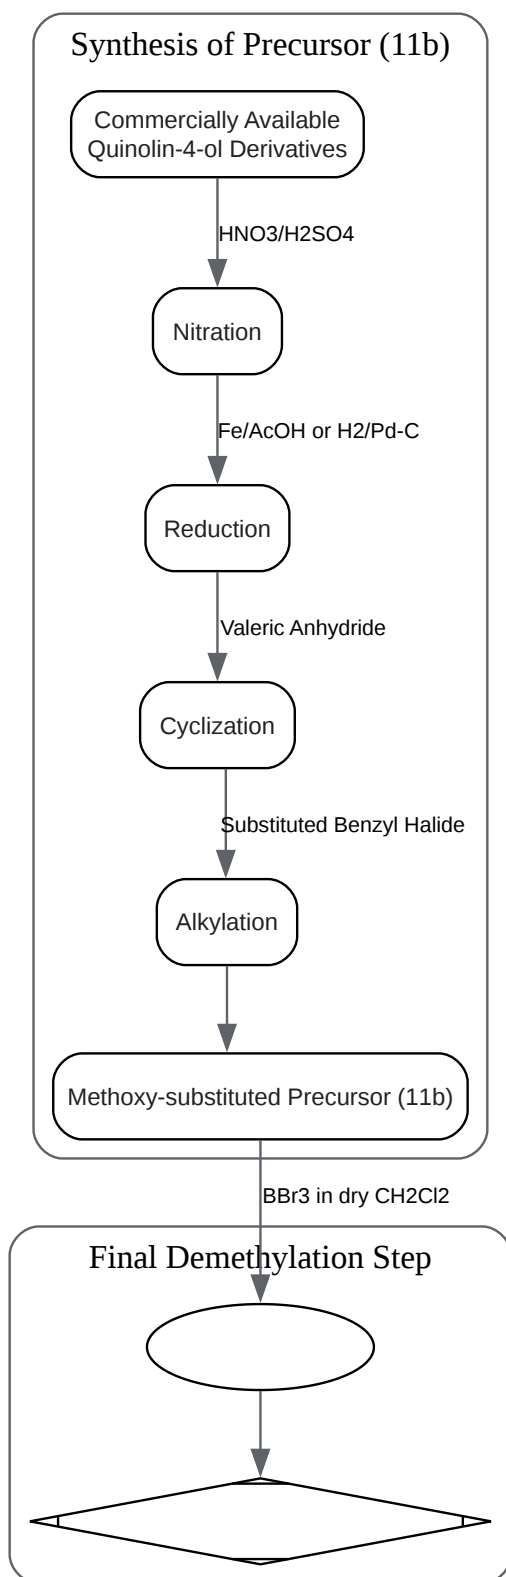 Synthesis of Precursor (11b)
Commercially Available
Quinolin-4-ol Derivatives
HNO3/H2SO4
Nitration
Fe/AcOH or H2/Pd-C
Reduction
Valeric Anhydride
Cyclization
Substituted Benzyl Halide
Alkylation
Methoxy-substituted Precursor (11b)
BBr3 in dry CH2Cl2
Final Demethylation Step